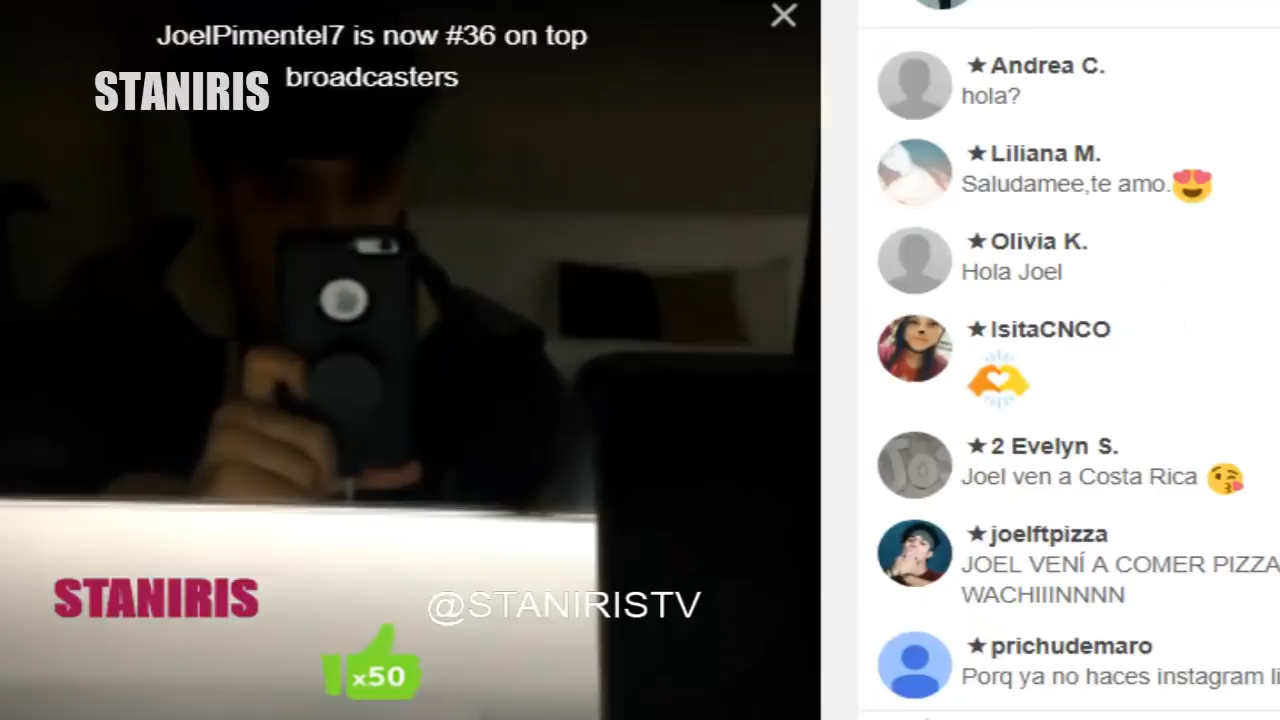 JoelPimentel7 is now #36 on top
broadcasters
STANIRIS
STANIRIS
@STANIRISTV
x50
★Andrea C.
hola?
★Liliana M.
Saludamee,te amo.😍
★Olivia K.
Hola Joel
★IsitaCNCO
★2 Evelyn S.
Joel ven a Costa Rica 😘
★joelftpizza
JOEL VENÍ A COMER PIZZA
WACHIIINNNN
★prichudemaro
Porq ya no haces instagram li